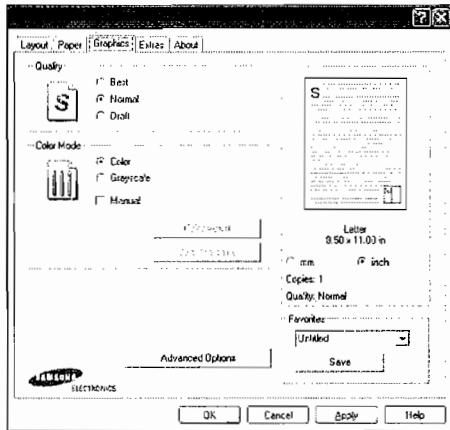 Layout Paper Graphics Extras About
Quality
Best
Normal
Draft
Color Mode
Color
Grayscale
Manual
Letter
8.50 x 11.00 in
mm inch
Copies: 1
Quality: Normal
Favorites
Untitled
Save
Advanced Options
SAMSUNG
ELECTRONICS
OK Cancel Apply Help